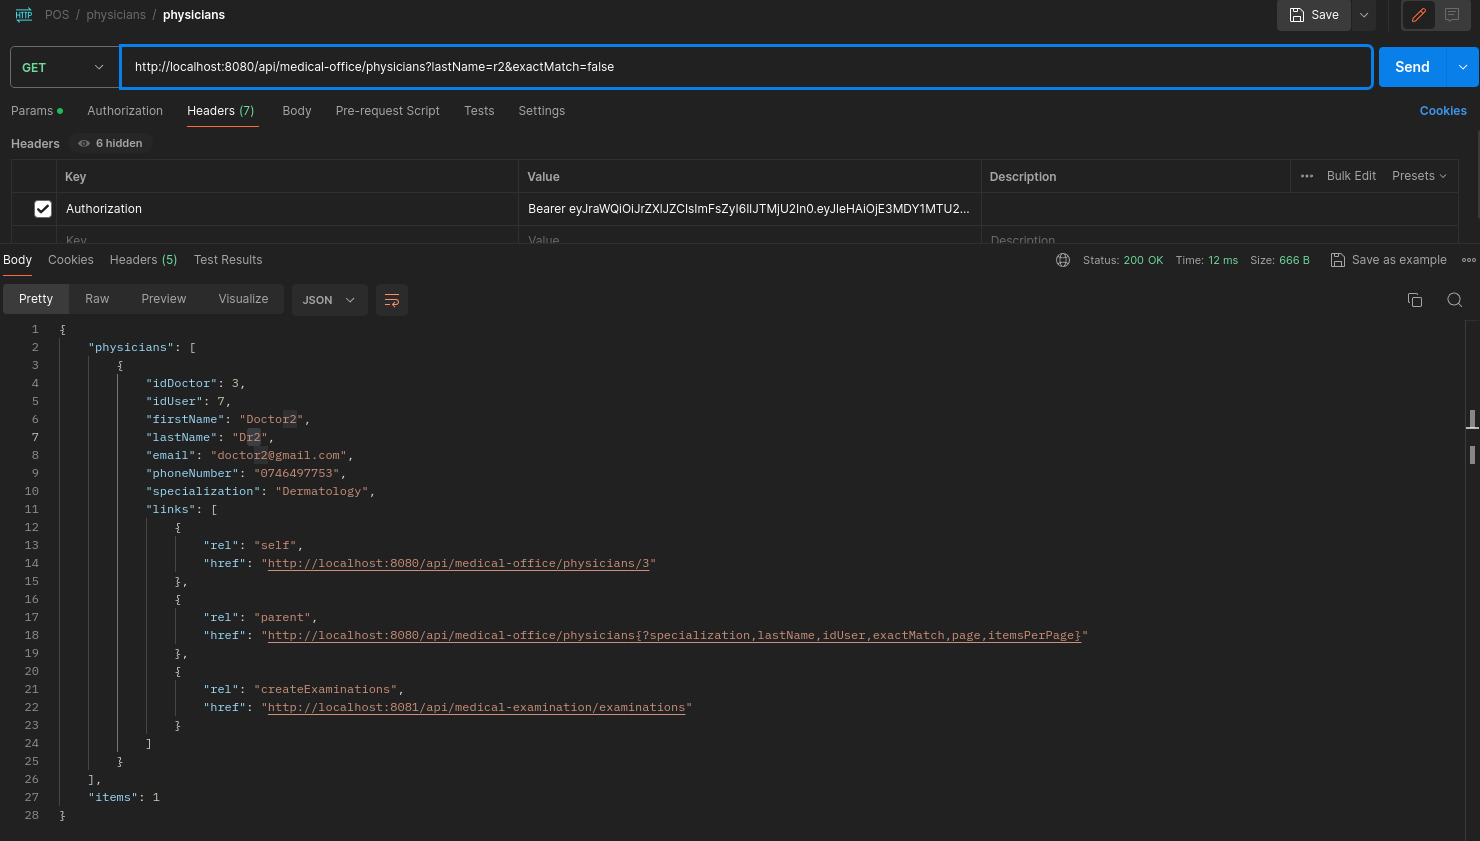 HTTP POS / physicians / physicians Save
GET http://localhost:8080/api/medical-office/physicians?lastName=r2&exactMatch=false Send
Params Authorization Headers (7) Body Pre-request Script Tests Settings Cookies
Headers 6 hidden
Key Value Description Bulk Edit Presets
Authorization Bearer
Key Value Description
Body Cookies Headers (5) Test Results Status: 200 OK Time: 12 ms Size: 666 B Save as example
Pretty Raw Preview Visualize JSON
1 {
2 "physicians": [
3 {
4 "idDoctor": 3,
5 "idUser": 7,
6 "firstName": "Doctor2",
7 "lastName": "Dr2",
8 "email": "doctor2@gmail.com",
9 "phoneNumber": "0746497753",
10 "specialization": "Dermatology",
11 "links": [
12 {
13 "rel": "self",
14 "href": "http://localhost:8080/api/medical-office/physicians/3"
15 },
16 {
17 "rel": "parent",
18 "href": "http://localhost:8080/api/medical-office/physicians{?specialization,lastName,idUser,exactMatch,page,itemsPerPage}"
19 },
20 {
21 "rel": "createExaminations",
22 "href": "http://localhost:8081/api/medical-examination/examinations"
23 }
24 ]
25 }
26 ],
27 "items": 1
28 }